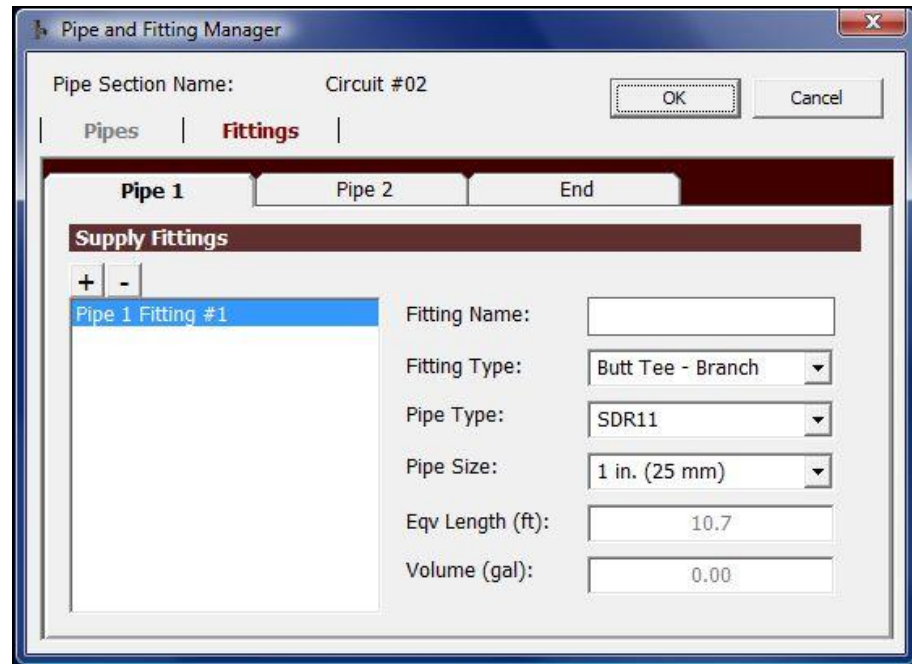 Pipe and Fitting Manager
X
Pipe Section Name: Circuit #02
OK Cancel
Pipes Fittings
Pipe 1 Pipe 2 End
Supply Fittings
+ -
Pipe 1 Fitting #1
Fitting Name:
Fitting Type: Butt Tee - Branch
Pipe Type: SDR11
Pipe Size: 1 in. (25 mm)
Eqv Length (ft): 10.7
Volume (gal): 0.00